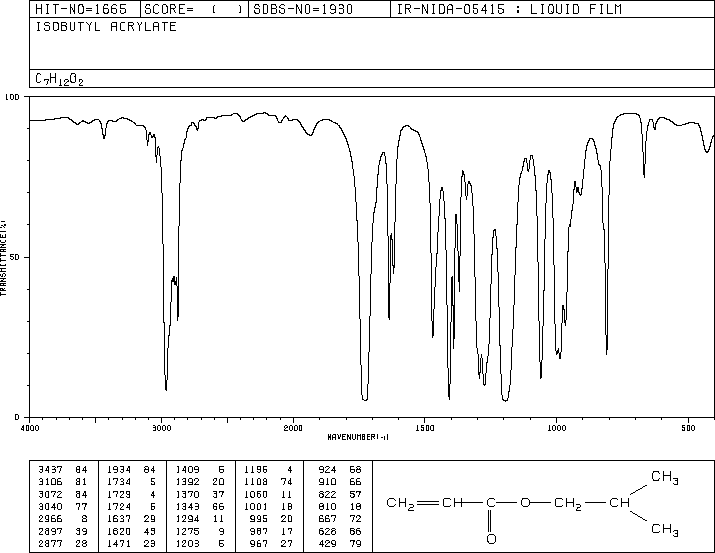 HIT-NO=1665 SCORE= ( ) SDBS-NO=1930 IR-NIDA-05415 : LIQUID FILM
ISOBUTYL ACRYLATE
C7H12O2
100
50
0
TRANSMITTANCE(%)
4000 3000 2000 1500 1000 500
WAVENUMBER(-1)
3437 84 1934 84 1409 5 1195 4 924 68
3106 81 1734 5 1392 20 1108 74 910 66
3072 84 1729 4 1370 37 1060 11 822 57
3040 77 1724 5 1343 66 1001 18 810 18
2966 8 1637 29 1294 11 995 20 667 72
2897 39 1620 43 1275 9 987 17 628 86
2877 28 1471 23 1203 5 967 27 429 79
CH3
CH2 CH C O CH2 CH
O
CH3